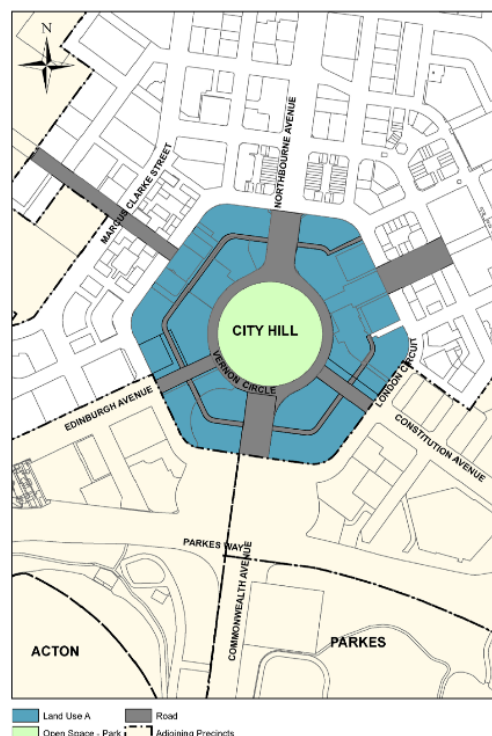 N
NORTHBOURNE AVENUE
MARCUS CLARKE STREET
CITY HILL
VERNON CIRCLE
LONDON CIRCUIT
EDINBURGH AVENUE
CONSTITUTION AVENUE
PARKES WAY
COMMONWEALTH AVENUE
ACTON
PARKES
Land Use A
Road
Open Space - Park
Adjoining Precincts